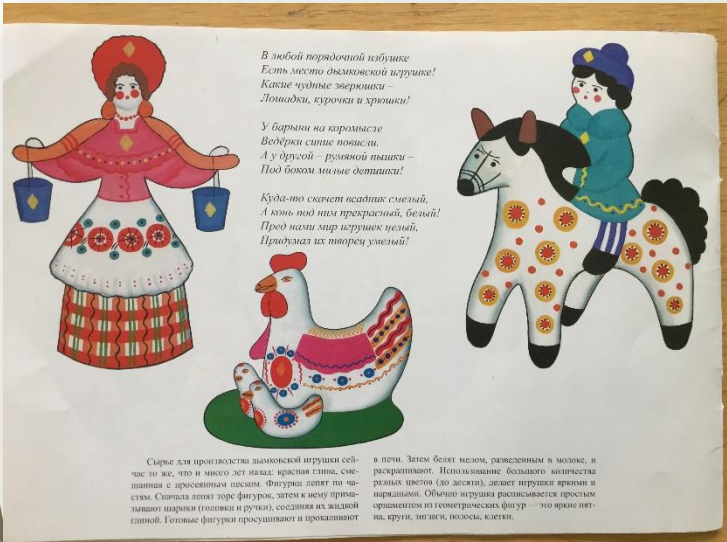 В любой порядочной избушке
Есть место дымковской игрушке!
Какие чудные зверюшки –
Лошадки, курочки и хрюшки!
У барыни на коромысле
Ведёрки синие повисли.
А у другой – румяной пышки –
Под боком милые детишки!
Куда-то скачет всадник смелый,
А конь под ним прекрасный, белый!
Пред нами мир игрушек целый,
Придумал их творец умелый!
Сырье для производства дымковской игрушки сей-
час то же, что и много лет назад: красная глина, сме-
шанная с просеянным песком. Фигурки лепят по ча-
стям. Сначала лепят торс фигурок, затем к нему прима-
зывают шарики (головки и ручки), соединяя их жидкой
глиной. Готовые фигурки просушивают и прокаливают
в печи. Затем белят мелом, разведенным в молоке, и
раскрашивают. Использование большого количества
разных цветов (до десяти), делает игрушки яркими и
нарядными. Обычно игрушка расписывается простым
орнаментом из геометрических фигур — это яркие пят-
на, круги, зигзаги, полосы, клетки.